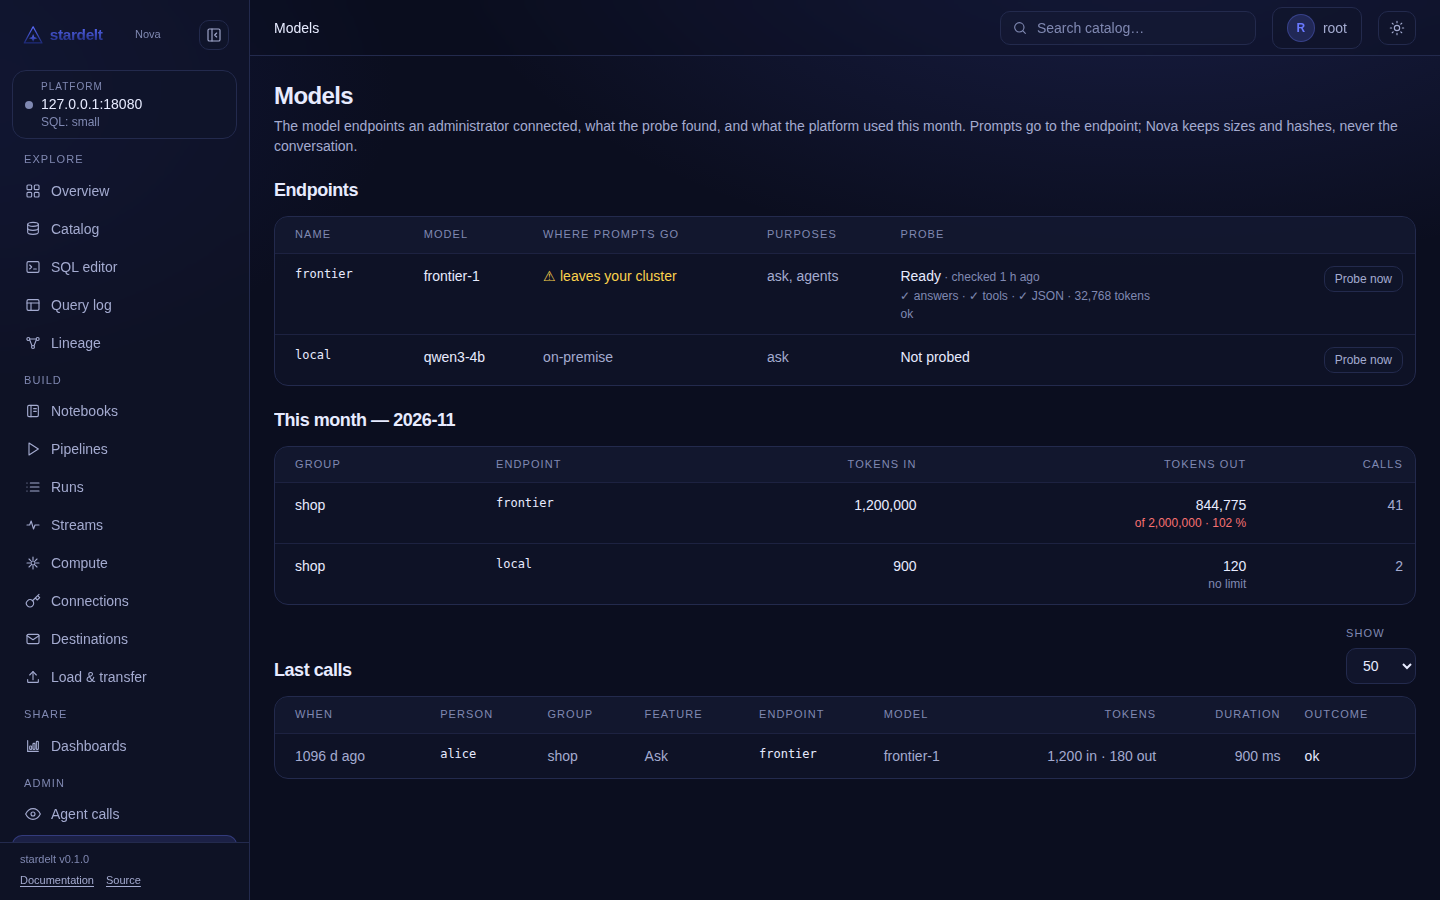 stardelt
Nova
PLATFORM
127.0.0.1:18080
SQL: small
EXPLORE
Overview
Catalog
SQL editor
Query log
Lineage
BUILD
Notebooks
Pipelines
Runs
Streams
Compute
Connections
Destinations
Load & transfer
SHARE
Dashboards
ADMIN
Agent calls
stardelt v0.1.0
Documentation Source
Models
Search catalog…
R root
Models
The model endpoints an administrator connected, what the probe found, and what the platform used this month. Prompts go to the endpoint; Nova keeps sizes and hashes, never the
conversation.
Endpoints
NAME MODEL WHERE PROMPTS GO PURPOSES PROBE
frontier frontier-1 ⚠ leaves your cluster ask, agents Ready · checked 1 h ago Probe now
✓ answers · ✓ tools · ✓ JSON · 32,768 tokens
ok
local qwen3-4b on-premise ask Not probed Probe now
This month — 2026-11
GROUP ENDPOINT TOKENS IN TOKENS OUT CALLS
shop frontier 1,200,000 844,775 41
of 2,000,000 · 102 %
shop local 900 120 2
no limit
SHOW
Last calls 50
WHEN PERSON GROUP FEATURE ENDPOINT MODEL TOKENS DURATION OUTCOME
1096 d ago alice shop Ask frontier frontier-1 1,200 in · 180 out 900 ms ok